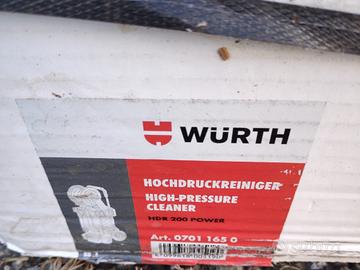 WÜRTH
HOCHDRUCKREINIGER
HIGH-PRESSURE
CLEANER
HDR 200 POWER
Art. 0701 165 0